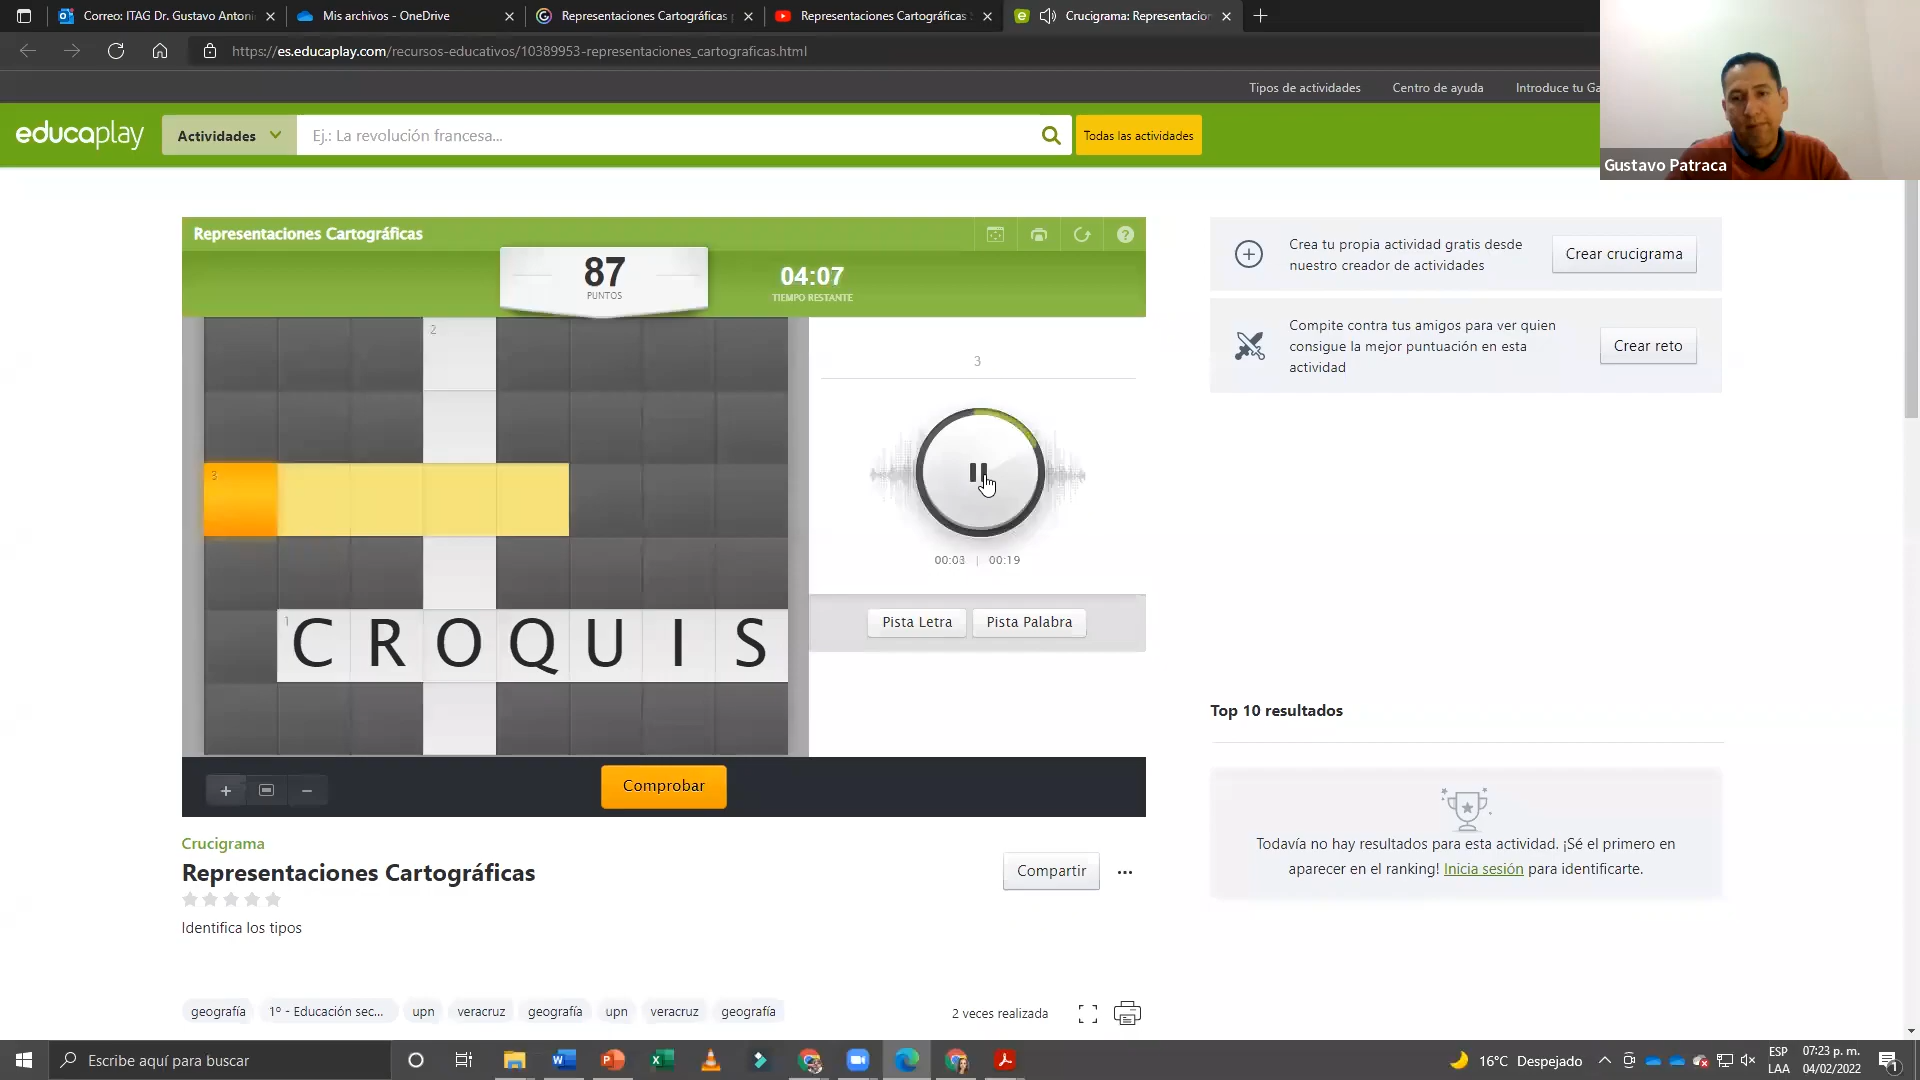 Correo: ITAG Dr. Gustavo Antoni
Mis archivos - OneDrive
Representaciones Cartográficas
Representaciones Cartográficas
Crucigrama: Representacion
https://es.educaplay.com/recursos-educativos/10389953-representaciones_cartograficas.html
Tipos de actividades
Centro de ayuda
Introduce tu Ga
educaplay
Actividades
Ej.: La revolución francesa...
Todas las actividades
Gustavo Patraca
Representaciones Cartográficas
87
PUNTOS
04:07
TIEMPO RESTANTE
2
3
1
CROQUIS
3
00:03 | 00:19
Pista Letra
Pista Palabra
+
−
Comprobar
Crea tu propia actividad gratis desde
nuestro creador de actividades
Crear crucigrama
Compite contra tus amigos para ver quien
consigue la mejor puntuación en esta
actividad
Crear reto
Top 10 resultados
Todavía no hay resultados para esta actividad. ¡Sé el primero en
aparecer en el ranking! Inicia sesión para identificarte.
Crucigrama
Representaciones Cartográficas
Compartir
...
Identifica los tipos
geografía
1º - Educación sec...
upn
veracruz
geografía
upn
veracruz
geografía
2 veces realizada
Escribe aquí para buscar
16°C Despejado
ESP
LAA
07:23 p. m.
04/02/2022
1